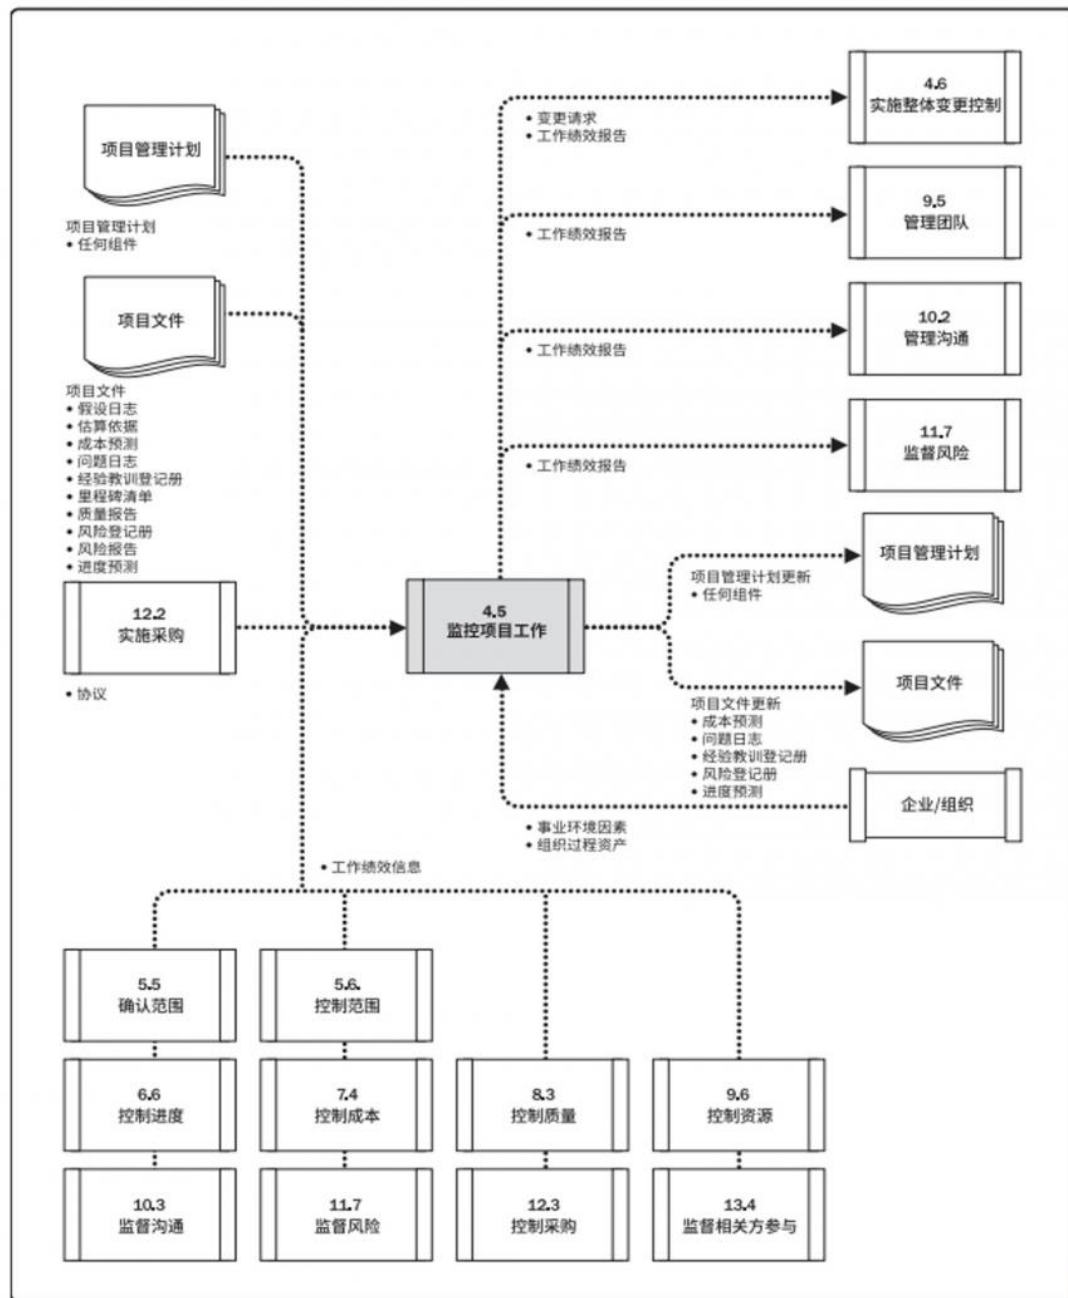 项目管理计划
项目管理计划
• 任何组件
项目文件
项目文件
• 假设日志
• 估算依据
• 成本预测
• 问题日志
• 经验教训登记册
• 里程碑清单
• 质量报告
• 风险登记册
• 风险报告
• 进度预测
12.2
实施采购
• 协议
4.5
监控项目工作
• 变更请求
• 工作绩效报告
4.6
实施整体变更控制
• 工作绩效报告
9.5
管理团队
• 工作绩效报告
10.2
管理沟通
• 工作绩效报告
11.7
监督风险
项目管理计划更新
• 任何组件
项目管理计划
项目文件更新
• 成本预测
• 问题日志
• 经验教训登记册
• 风险登记册
• 进度预测
项目文件
• 事业环境因素
• 组织过程资产
企业/组织
• 工作绩效信息
5.5
确认范围
5.6.
控制范围
6.6
控制进度
7.4
控制成本
8.3
控制质量
9.6
控制资源
10.3
监督沟通
11.7
监督风险
12.3
控制采购
13.4
监督相关方参与